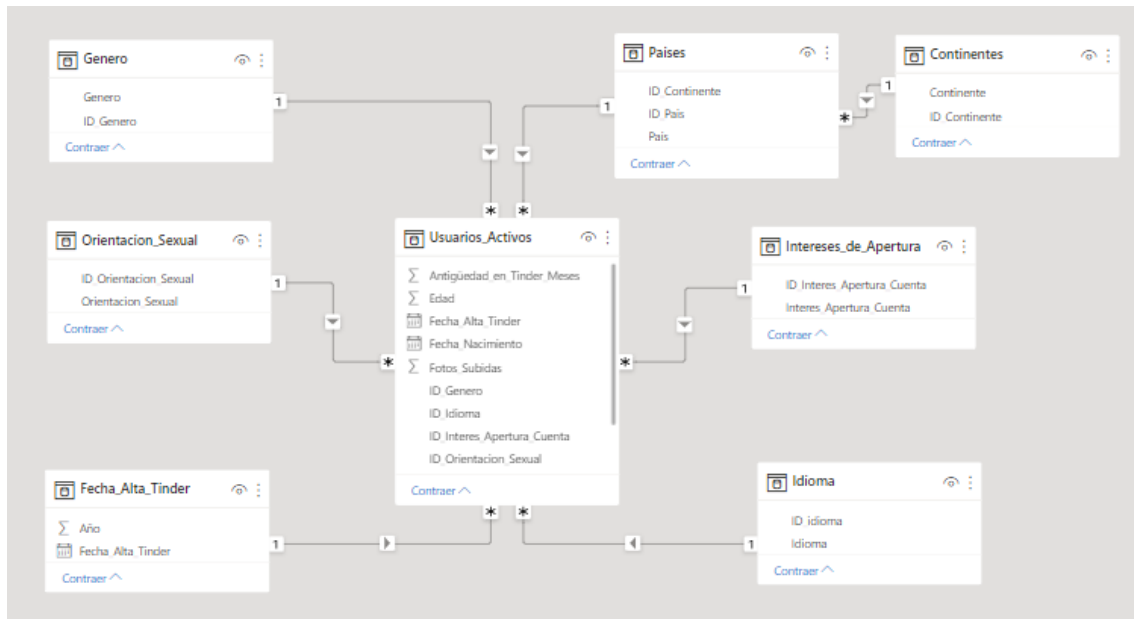 Genero
Genero
ID_Genero
Contraer
1
Paises
ID_Continente
ID_Pais
Pais
Contraer
1
*
Continentes
Continente
ID_Continente
Contraer
1
Orientacion_Sexual
ID_Orientacion_Sexual
Orientacion_Sexual
Contraer
1
*
*
*
Usuarios_Activos
Antigüedad_en_Tinder_Meses
Edad
Fecha_Alta_Tinder
Fecha_Nacimiento
Fotos_Subidas
ID_Genero
ID_Idioma
ID_Interes_Apertura_Cuenta
ID_Orientacion_Sexual
Contraer
*
*
*
Intereses_de_Apertura
ID_Interes_Apertura_Cuenta
Interes_Apertura_Cuenta
Contraer
1
Fecha_Alta_Tinder
Σ Año
Fecha_Alta_Tinder
Contraer
1
Idioma
ID_idioma
Idioma
Contraer
1